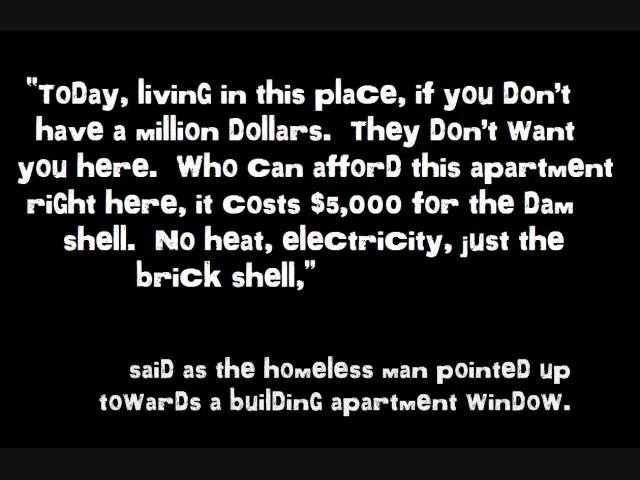 "Today, living in this place, if you Don't
have a million Dollars. They Don't Want
you here. Who can afford this apartment
right here, it costs $5,000 for the Dam
shell. No heat, electricity, just the
brick shell,"
said as the homeless man pointed up
towards a building apartment window.